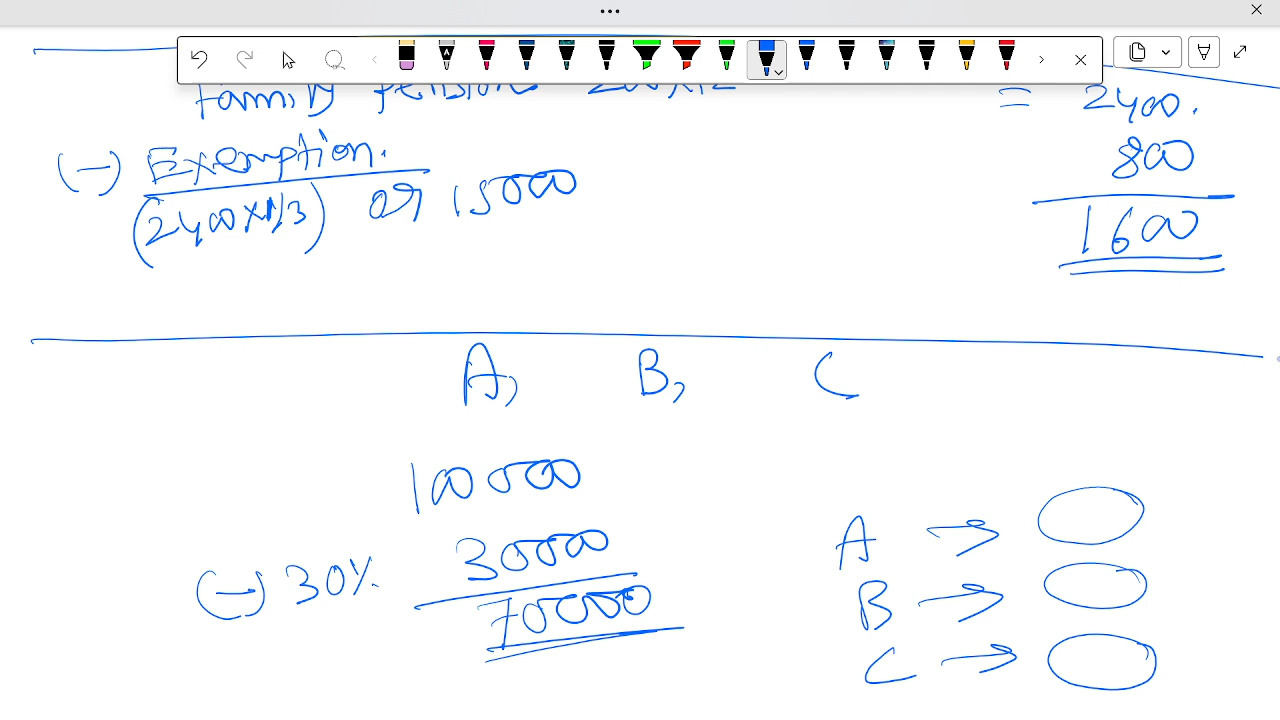 Family Pension 200x12 = 2400.
(-) Exemption. 800
(2400x1/3) or 15000
1600
A, B, C
100000
(-) 30% 30000
70000
A →
B →
C →